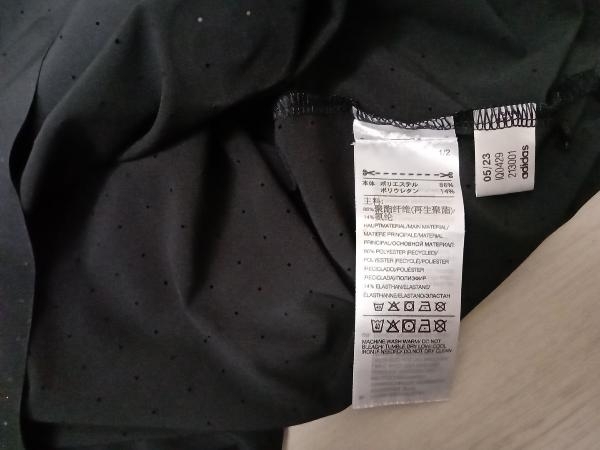 1/2
本体 ポリエステル 86%
ポリウレタン 14%
主料:
86%聚酯纤维(再生聚酯)/
14%氨纶
HAUPTMATERIAL/MAIN MATERIAL/
MATIERE PRINCIPALE/MATERIAL
PRINCIPAL/ОСНОВНОЙ МАТЕРИАЛ:
86% POLYESTER (RECYCLED)/
POLYESTER (RECYCLÉ)/POLIÉSTER
(RECICLADO)/POLIÉSTER
(RECICLADA)/ПОЛИЭФИР
14% ELASTHAN/ELASTANE/
ELASTHANNE/ELASTANO/ЭЛАСТАН
MACHINE WASH WARM/ DO NOT
BLEACH/ TUMBLE DRY LOW/ COOL
IRON IF NEEDED/ DO NOT DRY CLEAN
05/23
IQ0429
213001
adidas